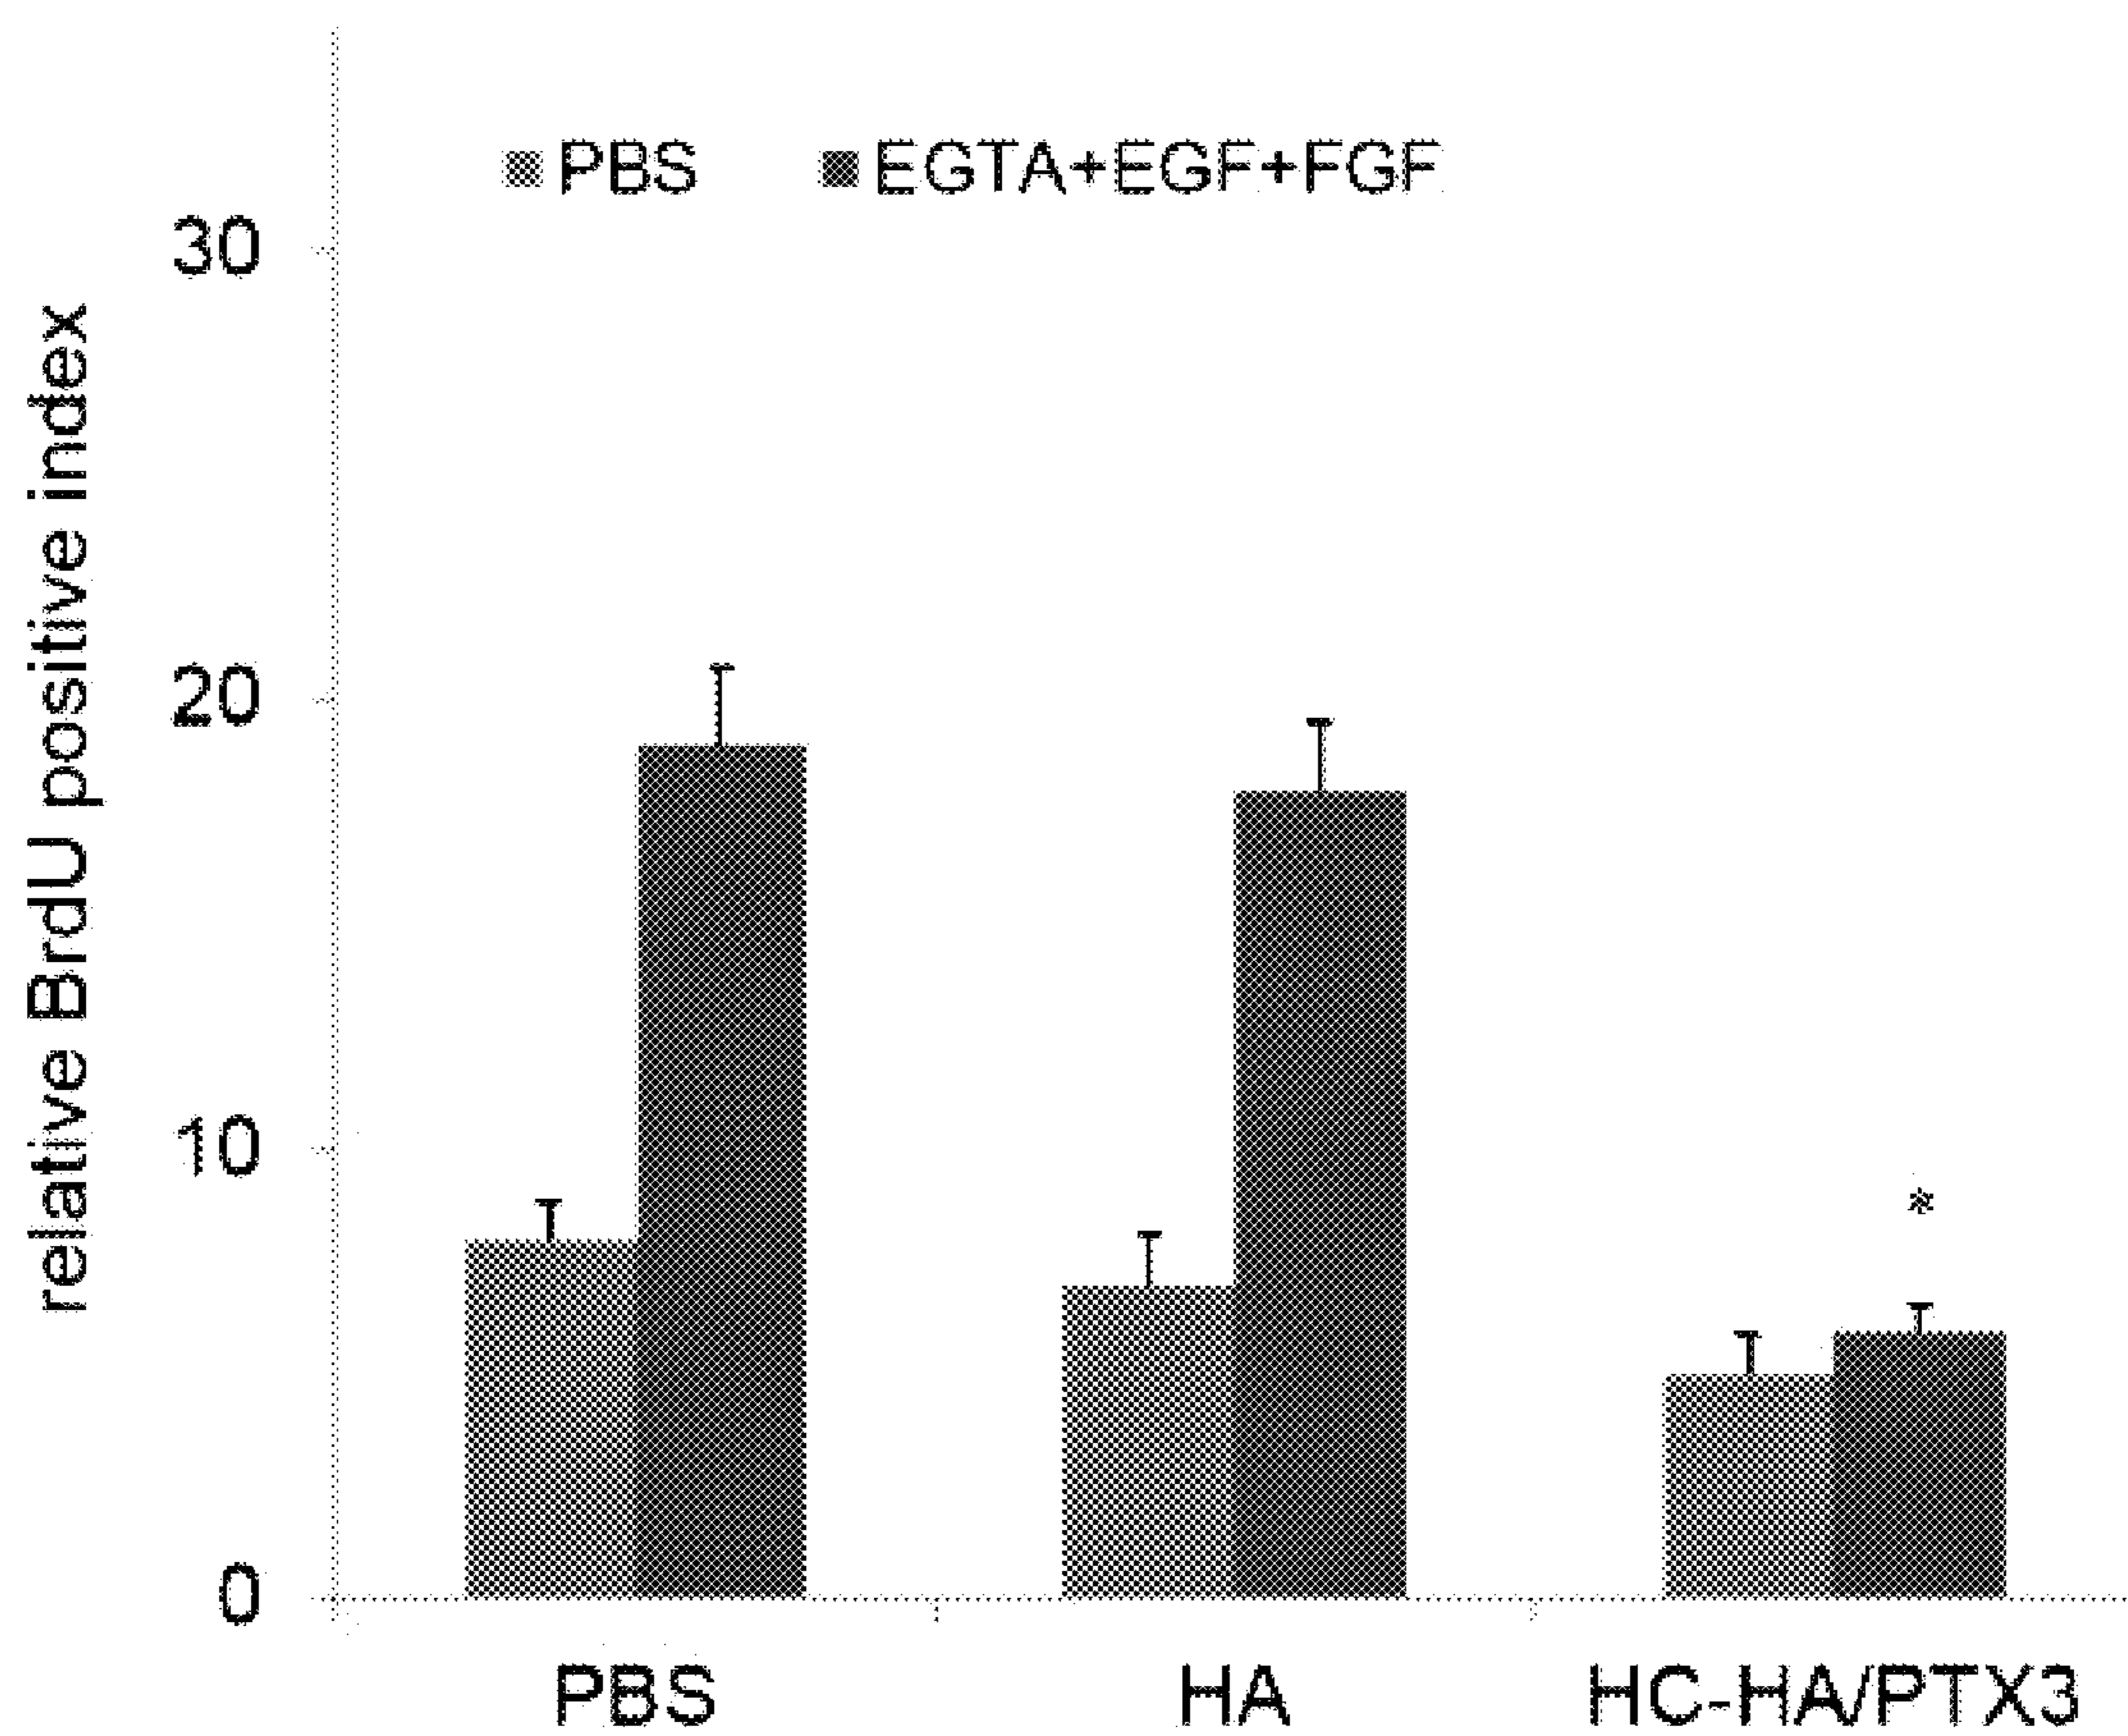 PBS EGTA+EGF+FGF
30
20
10
0
relative BrdU positive index
*
PBS HA HC-HA/PTX3